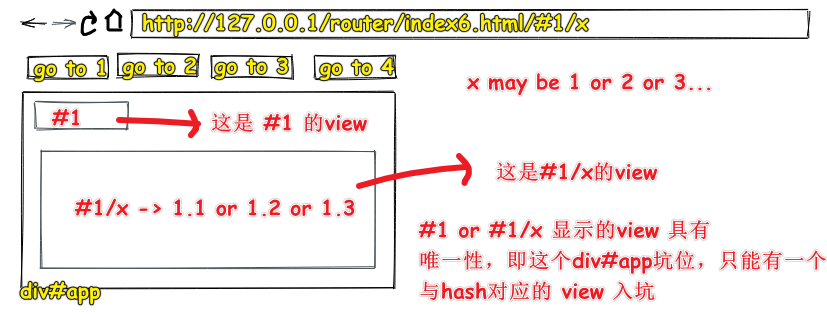 http://127.0.0.1/router/index6.html/#1/x
go to 1 go to 2 go to 3 go to 4
x may be 1 or 2 or 3...
#1
这是 #1 的view
这是#1/x的view
#1/x -> 1.1 or 1.2 or 1.3
#1 or #1/x 显示的view 具有
唯一性，即这个div#app坑位，只能有一个
与hash对应的 view 入坑
div#app